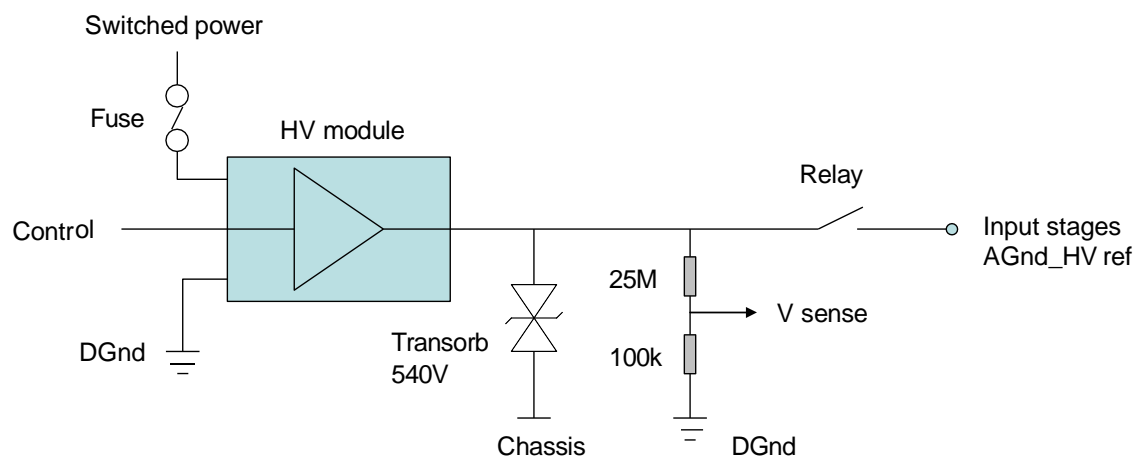 Switched power
Fuse
HV module
Relay
Control
Input stages
AGnd_HV ref
25M
V sense
DGnd
Transorb
540V
100k
Chassis
DGnd